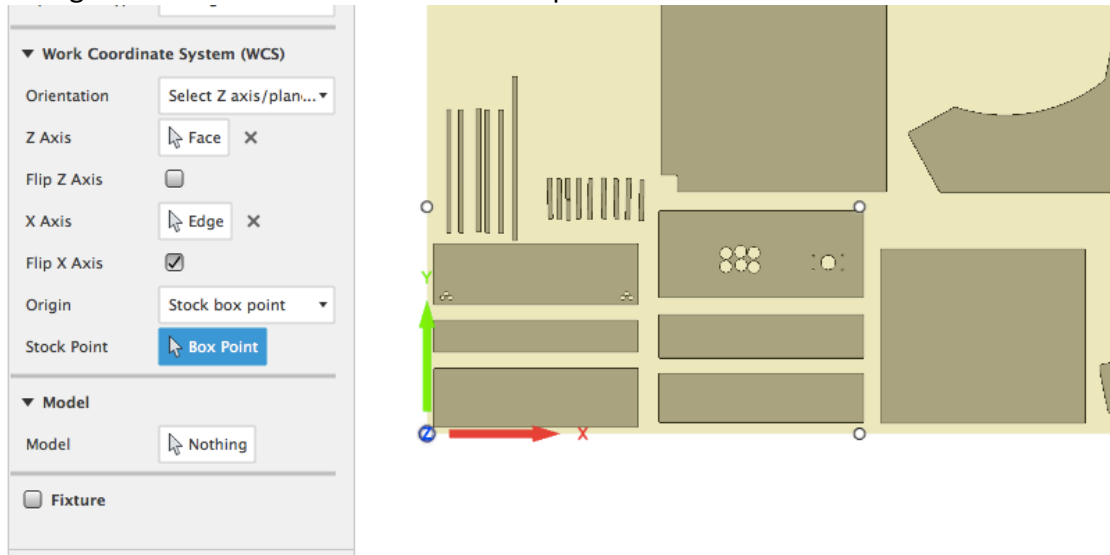 ▼ Work Coordinate System (WCS)
Orientation Select Z axis/plan...▾
Z Axis Face ✕
Flip Z Axis
X Axis Edge ✕
Flip X Axis
Origin Stock box point ▾
Stock Point Box Point
▼ Model
Model Nothing
Fixture
Y
Z
X